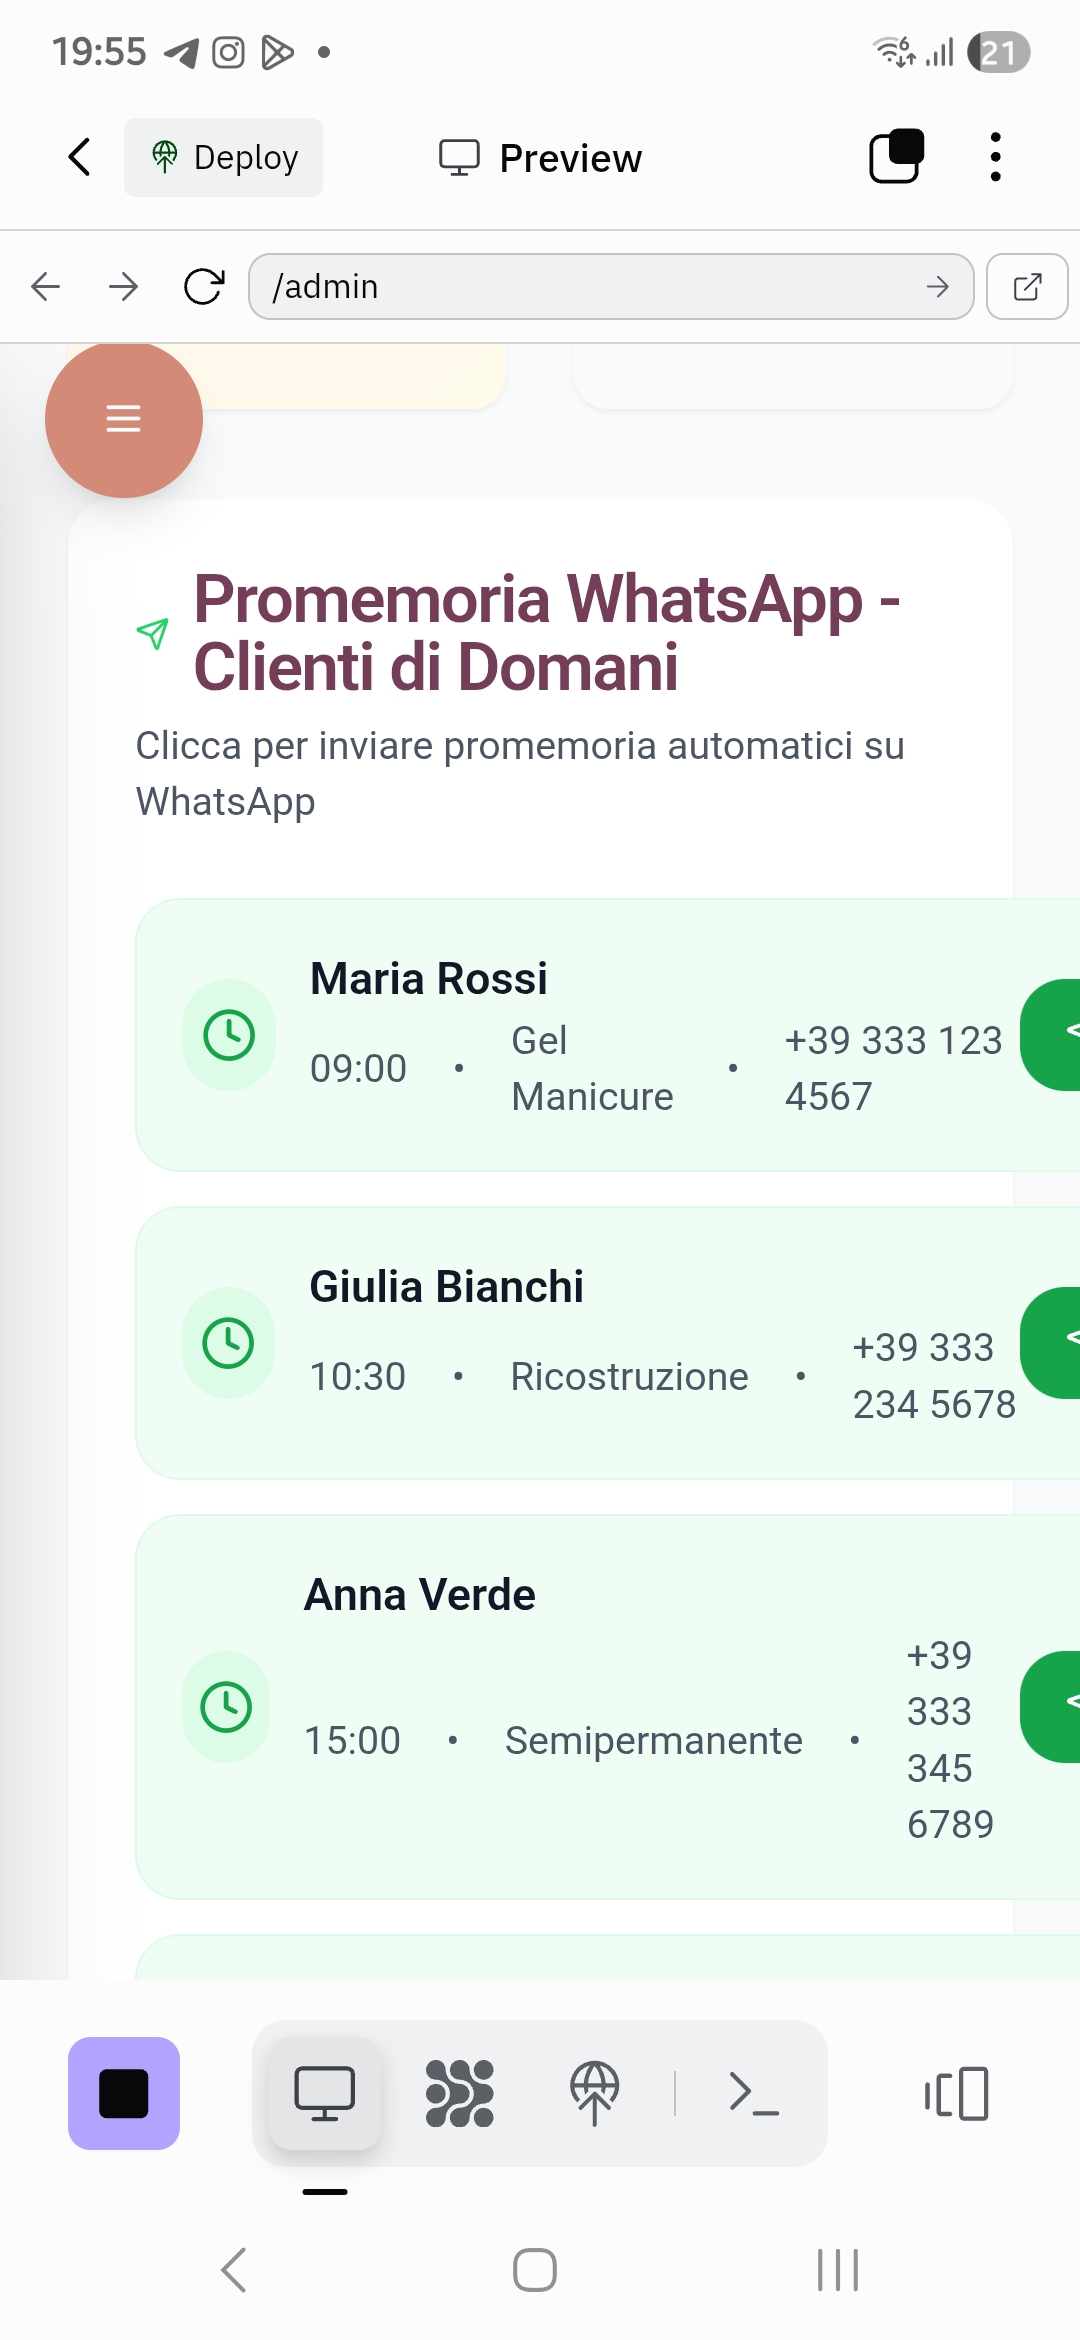 19:55
6
21
Deploy
Preview
/admin
Promemoria WhatsApp -
Clienti di Domani
Clicca per inviare promemoria automatici su
WhatsApp
Maria Rossi
09:00 • Gel Manicure • +39 333 123 4567
Giulia Bianchi
10:30 • Ricostruzione • +39 333 234 5678
Anna Verde
15:00 • Semipermanente • +39 333 345 6789